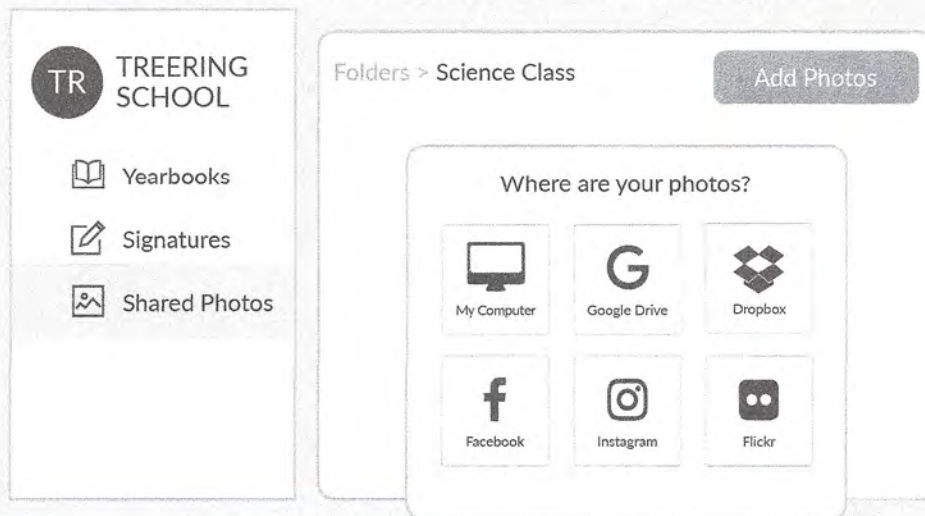 TR
TREERING
SCHOOL
Yearbooks
Signatures
Shared Photos
Folders > Science Class
Add Photos
Where are your photos?
My Computer
Google Drive
Dropbox
Facebook
Instagram
Flickr